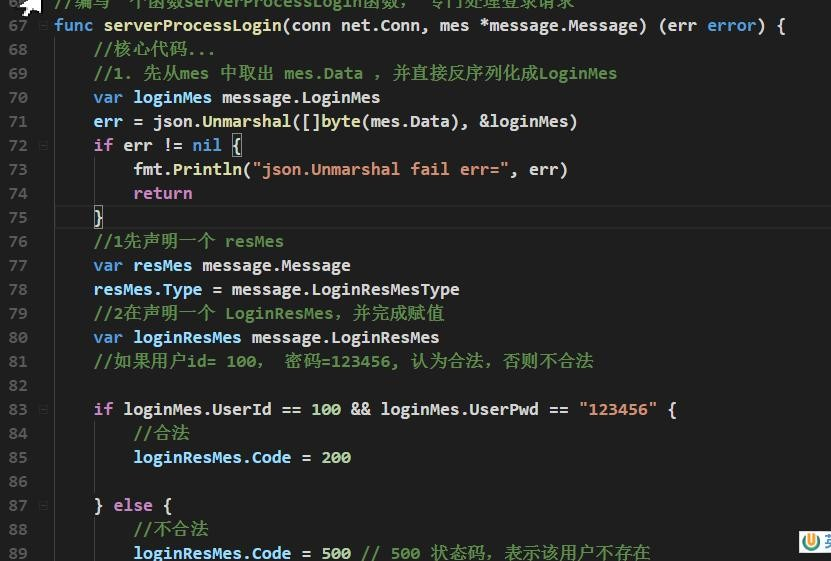 //编写一个函数serverProcessLogin函数， 专门处理登录请求
67 func serverProcessLogin(conn net.Conn, mes *message.Message) (err error) {
68 //核心代码...
69 //1. 先从mes 中取出 mes.Data ，并直接反序列化成LoginMes
70 var loginMes message.LoginMes
71 err = json.Unmarshal([]byte(mes.Data), &loginMes)
72 if err != nil {
73 fmt.Println("json.Unmarshal fail err=", err)
74 return
75 }
76 //1先声明一个 resMes
77 var resMes message.Message
78 resMes.Type = message.LoginResMesType
79 //2在声明一个 LoginResMes，并完成赋值
80 var loginResMes message.LoginResMes
81 //如果用户id= 100， 密码=123456, 认为合法，否则不合法
82
83 if loginMes.UserId == 100 && loginMes.UserPwd == "123456" {
84 //合法
85 loginResMes.Code = 200
86
87 } else {
88 //不合法
89 loginResMes.Code = 500 // 500 状态码，表示该用户不存在